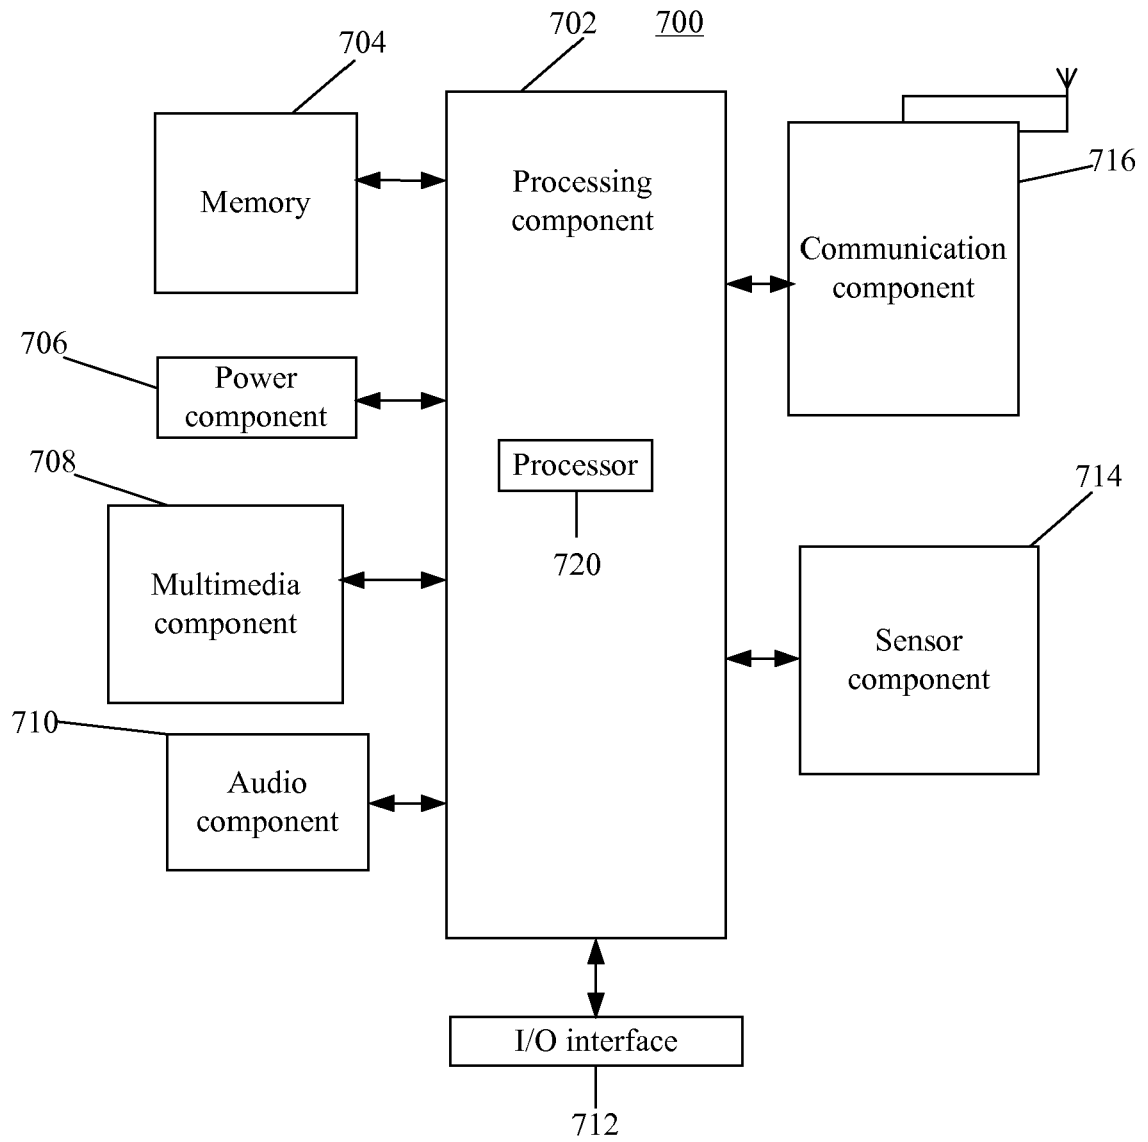 702
700
704
Memory
Processing
component
716
Communication
component
706
Power
component
708
Processor
714
720
Multimedia
component
Sensor
component
710
Audio
component
I/O interface
712